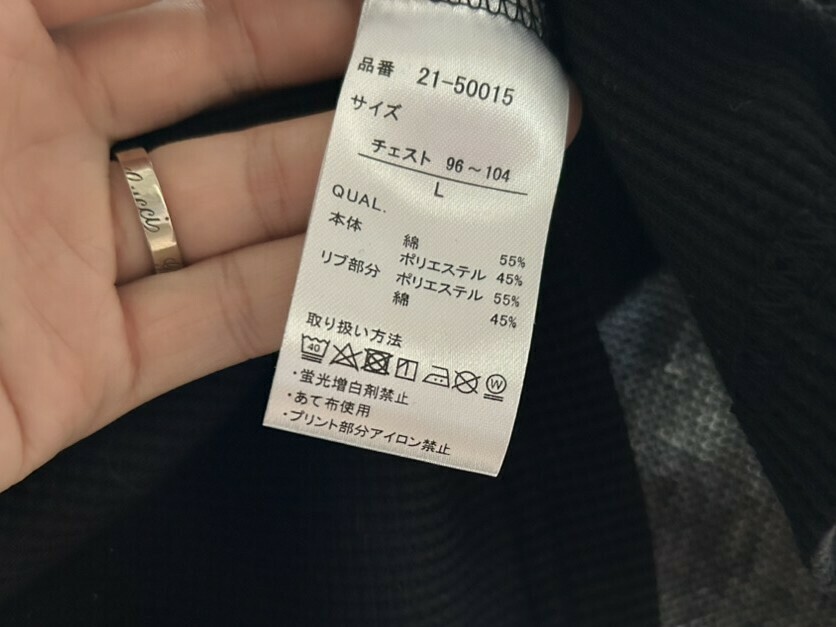 品番 21-50015
サイズ
チェスト 96～104
L
QUAL.
本体 綿 55%
ポリエステル 45%
リブ部分 ポリエステル 55%
綿 45%
取り扱い方法
40 W
・蛍光増白剤禁止
・あて布使用
・プリント部分アイロン禁止
Gucci